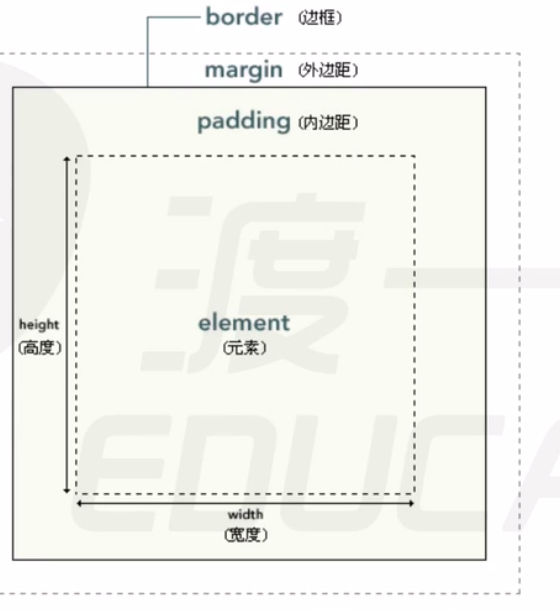 border (边框)
margin (外边距)
padding (内边距)
渡一
EDUCA
element
(元素)
height
(高度)
width
(宽度)